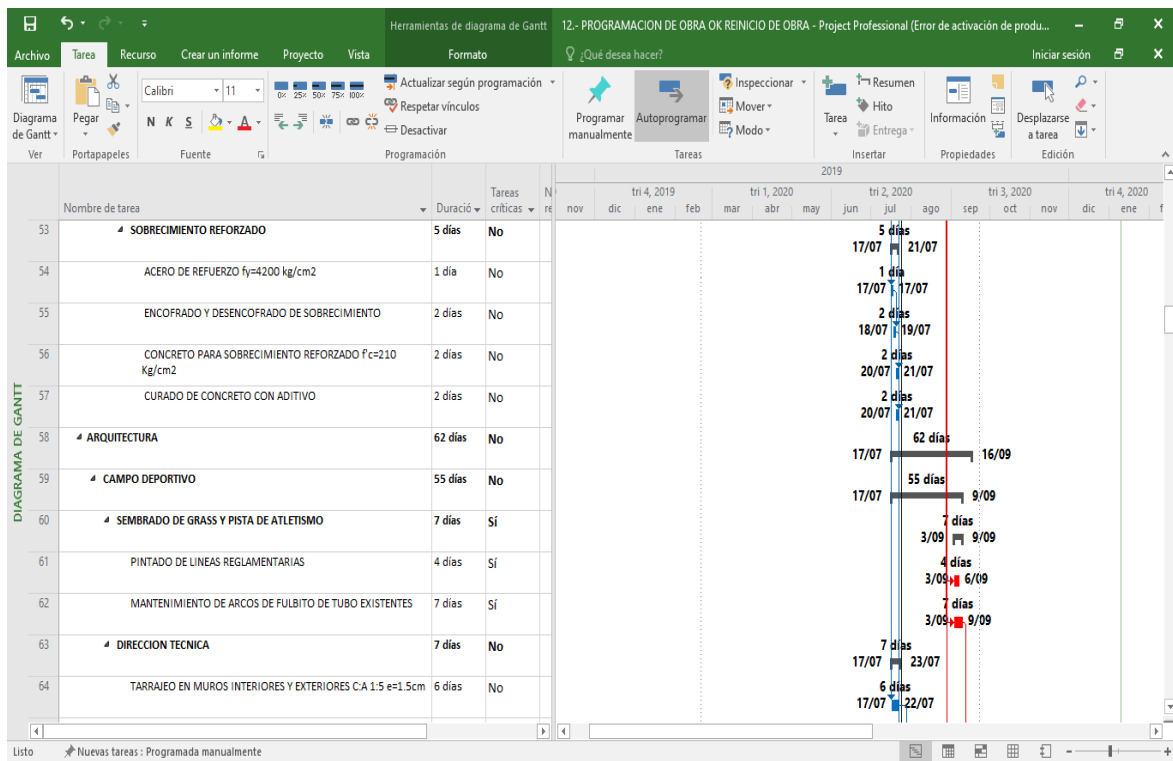 Herramientas de diagrama de Gantt
12.- PROGRAMACION DE OBRA OK REINICIO DE OBRA - Project Professional (Error de activación de produ...
Archivo Tarea Recurso Crear un informe Proyecto Vista Formato ¿Qué desea hacer? Iniciar sesión
Diagrama de Gantt
Pegar
Calibri 11
N K S
0% 25% 50% 75% 100%
Actualizar según programación
Respetar vínculos
Desactivar
Programar manualmente
Autoprogramar
Inspeccionar
Mover
Modo
Tarea
Resumen
Hito
Entrega
Información
Desplazarse a tarea
Ver Portapapeles Fuente Programación Tareas Insertar Propiedades Edición
2019
tri 4, 2019 tri 1, 2020 tri 2, 2020 tri 3, 2020 tri 4, 2020
Nombre de tarea Duració Tareas críticas N re
nov dic ene feb mar abr may jun jul ago sep oct nov dic ene f
DIAGRAMA DE GANTT
53 SOBRECIMIENTO REFORZADO 5 días No 5 días 17/07 21/07
54 ACERO DE REFUERZO fy=4200 kg/cm2 1 día No 1 día 17/07 17/07
55 ENCOFRADO Y DESENCOFRADO DE SOBRECIMIENTO 2 días No 2 días 18/07 19/07
56 CONCRETO PARA SOBRECIMIENTO REFORZADO f'c=210 2 días No 2 días 20/07 21/07
Kg/cm2
57 CURADO DE CONCRETO CON ADITIVO 2 días No 2 días 20/07 21/07
58 ARQUITECTURA 62 días No 62 días 17/07 16/09
59 CAMPO DEPORTIVO 55 días No 55 días 17/07 9/09
60 SEMBRADO DE GRASS Y PISTA DE ATLETISMO 7 días Sí 7 días 3/09 9/09
61 PINTADO DE LINEAS REGLAMENTARIAS 4 días Sí 4 días 3/09 6/09
62 MANTENIMIENTO DE ARCOS DE FULBITO DE TUBO EXISTENTES 7 días Sí 7 días 3/09 9/09
63 DIRECCION TECNICA 7 días No 7 días 17/07 23/07
64 TARRAJEO EN MUROS INTERIORES Y EXTERIORES C:A 1:5 e=1.5cm 6 días No 6 días 17/07 22/07
Listo Nuevas tareas : Programada manualmente